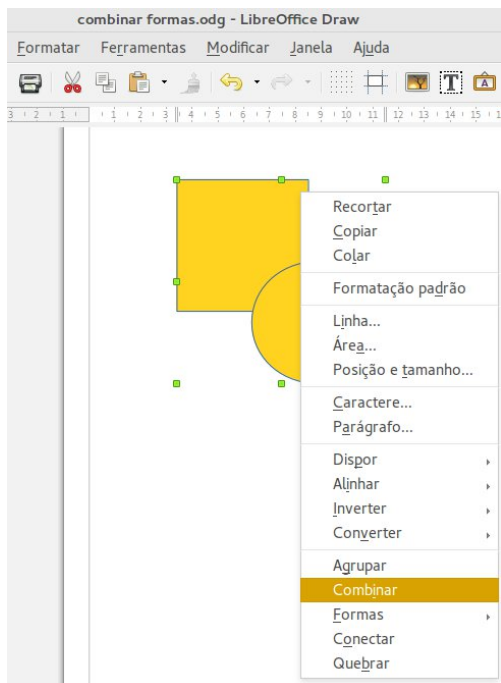 combinar formas.odg - LibreOffice Draw
Formatar Ferramentas Modificar Janela Ajuda
T A
3 2 1 1 2 3 4 5 6 7 8 9 10 11 12 13 14 15 1
Recortar
Copiar
Colar
Formatação padrão
Linha...
Área...
Posição e tamanho...
Caractere...
Parágrafo...
Dispor
Alinhar
Inverter
Converter
Agrupar
Combinar
Formas
Conectar
Quebrar